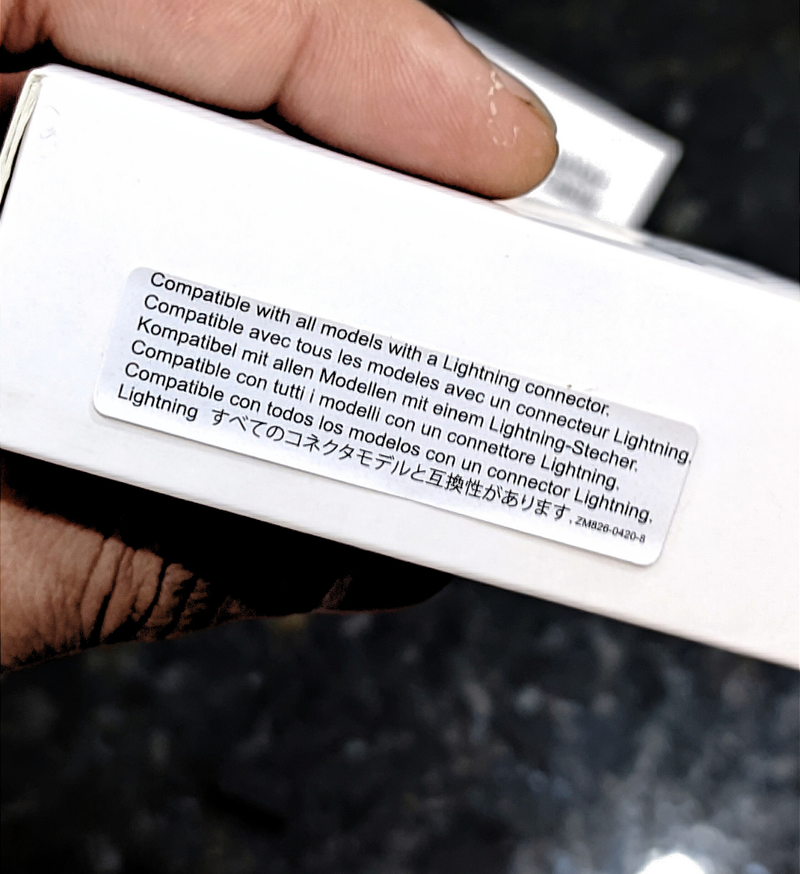 Compatible with all models with a Lightning connector.
Compatible avec tous les modeles avec un connecteur Lightning.
Kompatibel mit allen Modellen mit einem Lightning-Stecher.
Compatible con tutti i modelli con un connettore Lightning.
Compatible con todos los modelos con un connector Lightning.
Lightning すべてのコネクタモデルと互換性があります. ZM826-0420-8